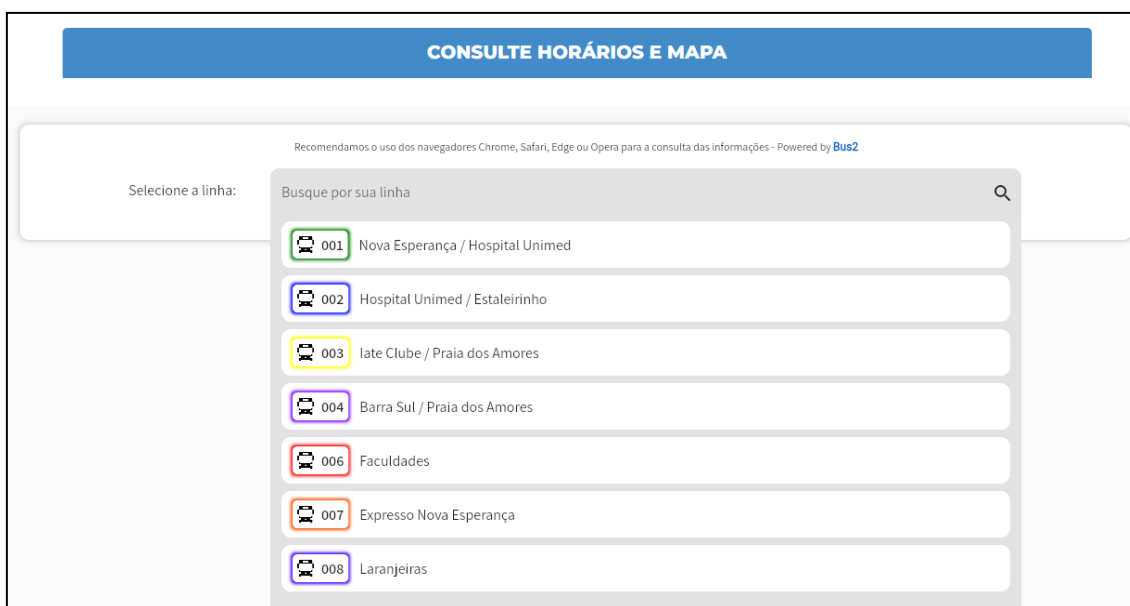 CONSULTE HORÁRIOS E MAPA
Recomendamos o uso dos navegadores Chrome, Safari, Edge ou Opera para a consulta das informações - Powered by Bus2
Selecione a linha:
Busque por sua linha
001 Nova Esperança / Hospital Unimed
002 Hospital Unimed / Estaleirinho
003 Iate Clube / Praia dos Amores
004 Barra Sul / Praia dos Amores
006 Faculdades
007 Expresso Nova Esperança
008 Laranjeiras